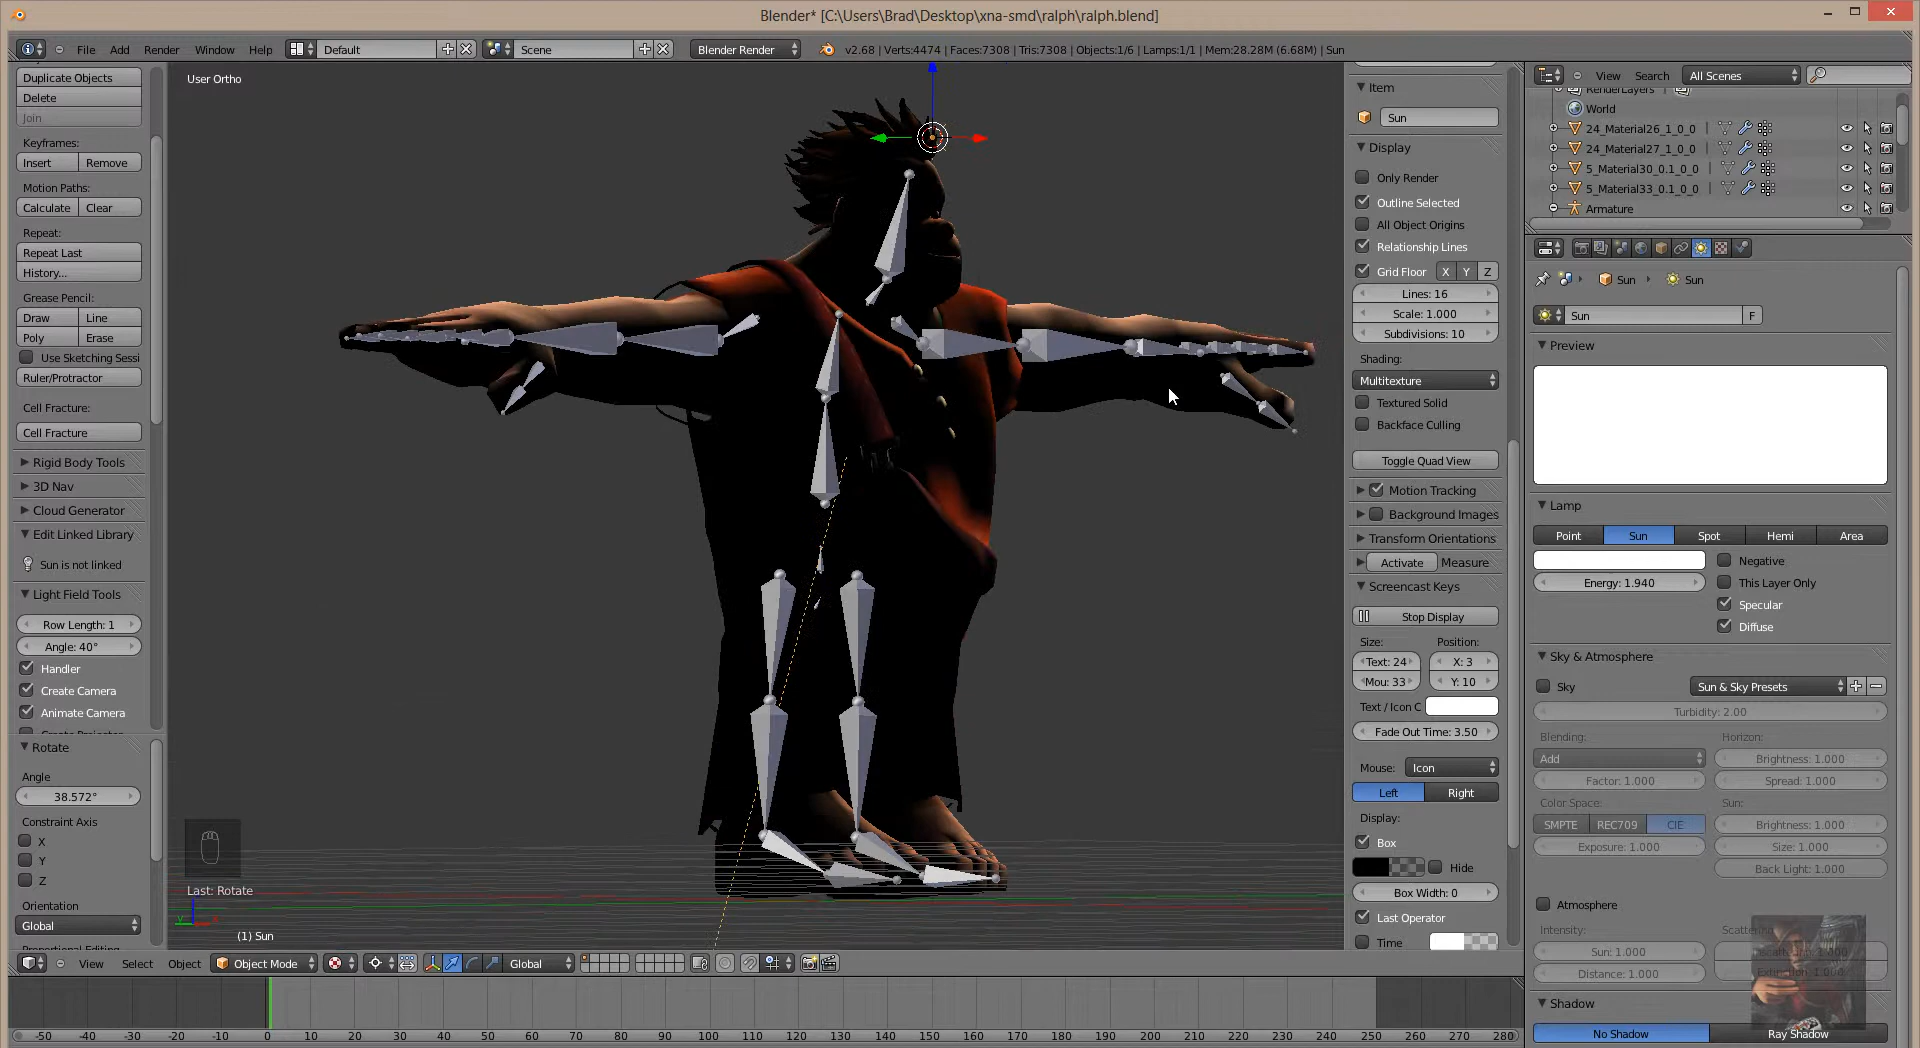 Blender* [C:\Users\Brad\Desktop\xna-smd\ralph\ralph.blend]
File Add Render Window Help Default Scene Blender Render v2.68 | Verts:4474 | Faces:7308 | Tris:7308 | Objects:1/6 | Lamps:1/1 | Mem:28.28M (6.68M) | Sun
Duplicate Objects
Delete
Join
Keyframes:
Insert Remove
Motion Paths:
Calculate Clear
Repeat:
Repeat Last
History...
Grease Pencil:
Draw Line
Poly Erase
Use Sketching Sessi
Ruler/Protractor
Cell Fracture:
Cell Fracture
Rigid Body Tools
3D Nav
Cloud Generator
Edit Linked Library
Sun is not linked
Light Field Tools
Row Length: 1
Angle: 40°
Handler
Create Camera
Animate Camera
Rotate
Angle
38.572°
Constraint Axis
X
Y
Z
Orientation
Global
User Ortho
Last: Rotate
y x
(1) Sun
View Select Object Object Mode Global
-50 -40 -30 -20 -10 0 10 20 30 40 50 60 70 80 90 100 110 120 130 140 150 160 170 180 190 200 210 220 230 240 250 260 270 280
Item
Sun
Display
Only Render
Outline Selected
All Object Origins
Relationship Lines
Grid Floor X Y Z
Lines: 16
Scale: 1.000
Subdivisions: 10
Shading:
Multitexture
Textured Solid
Backface Culling
Toggle Quad View
Motion Tracking
Background Images
Transform Orientations
Activate Measure
Screencast Keys
Stop Display
Size: Position:
Text: 24 X: 3
Mou: 33 Y: 10
Text / Icon C
Fade Out Time: 3.50
Mouse: Icon
Left Right
Display:
Box
Hide
Box Width: 0
Last Operator
Time
View Search All Scenes
RenderLayers
World
24_Material26_1_0_0
24_Material27_1_0_0
5_Material30_0.1_0_0
5_Material33_0.1_0_0
Armature
Sun Sun
Sun F
Preview
Lamp
Point Sun Spot Hemi Area
Negative
Energy: 1.940 This Layer Only
Specular
Diffuse
Sky & Atmosphere
Sky Sun & Sky Presets
Turbidity: 2.00
Blending: Horizon:
Add Brightness: 1.000
Factor: 1.000 Spread: 1.000
Color Space: Sun:
SMPTE REC709 CIE Brightness: 1.000
Exposure: 1.000 Size: 1.000
Back Light: 1.000
Atmosphere
Intensity:
Sun: 1.000
Distance: 1.000
Shadow
No Shadow Ray Shadow